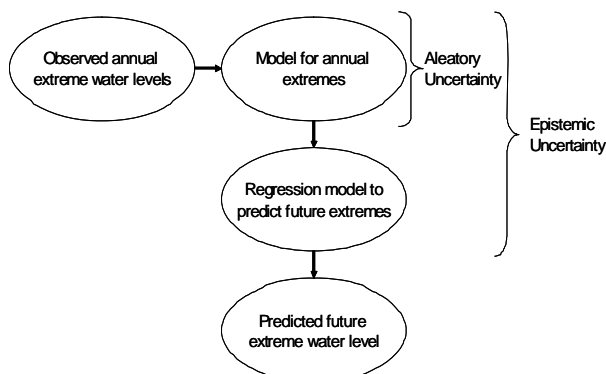 Observed annual
extreme water levels
Model for annual
extremes
Aleatory
Uncertainty
Epistemic
Uncertainty
Regression model to
predict future extremes
Predicted future
extreme water level